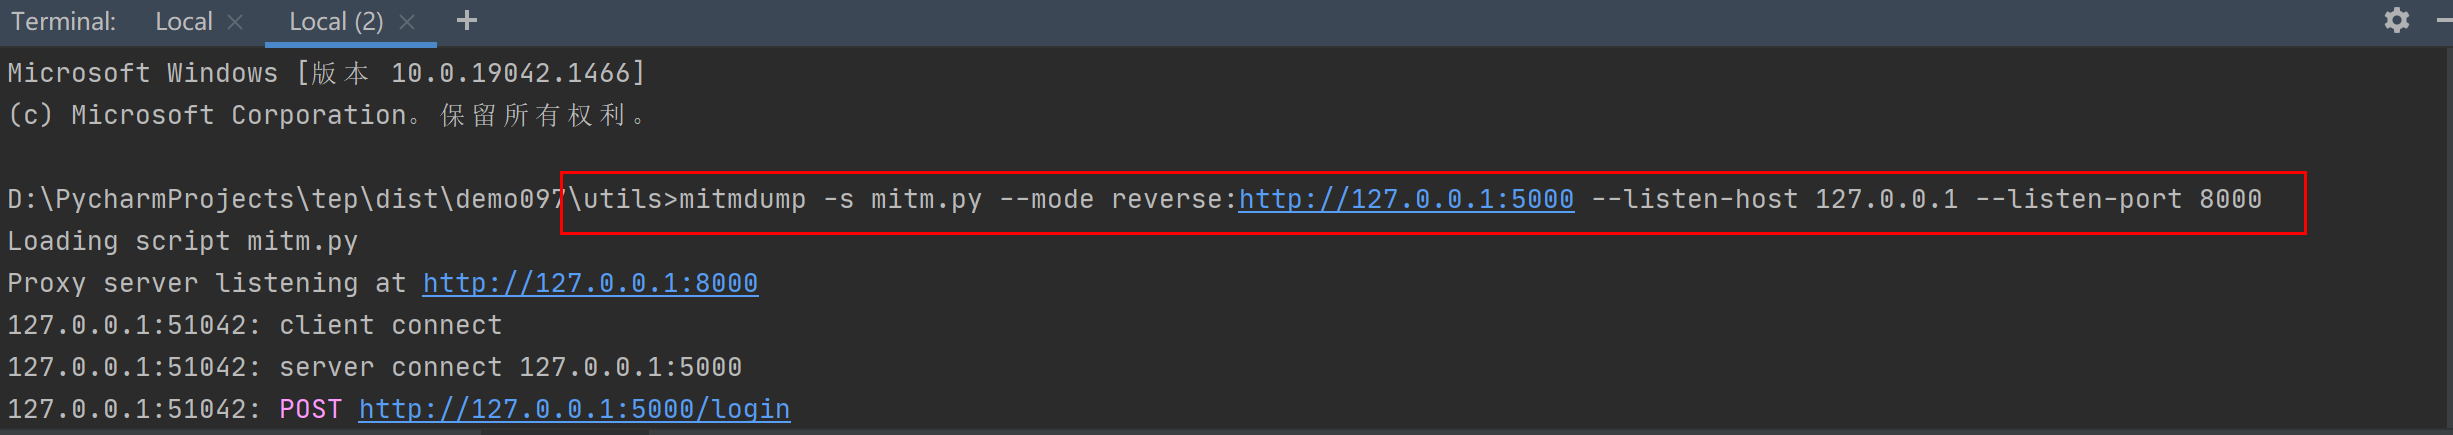 Terminal: Local Local (2)
Microsoft Windows [版本 10.0.19042.1466]
(c) Microsoft Corporation。保留所有权利。
D:\PycharmProjects\tep\dist\demo097\utils>mitmdump -s mitm.py --mode reverse:http://127.0.0.1:5000 --listen-host 127.0.0.1 --listen-port 8000
Loading script mitm.py
Proxy server listening at http://127.0.0.1:8000
127.0.0.1:51042: client connect
127.0.0.1:51042: server connect 127.0.0.1:5000
127.0.0.1:51042: POST http://127.0.0.1:5000/login